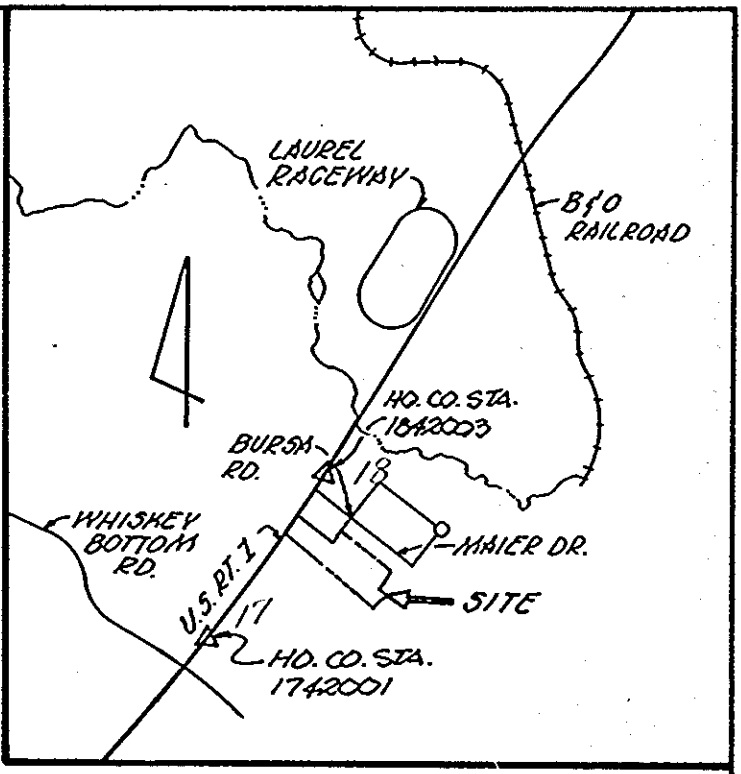 LAUREL
RACEWAY
B&O
RAILROAD
HO. CO. STA.
1842003
BURSA
RD.
18
WHISKEY
BOTTOM
RD.
MAIER DR.
U.S. RT. 1
SITE
17
HO. CO. STA.
1742001